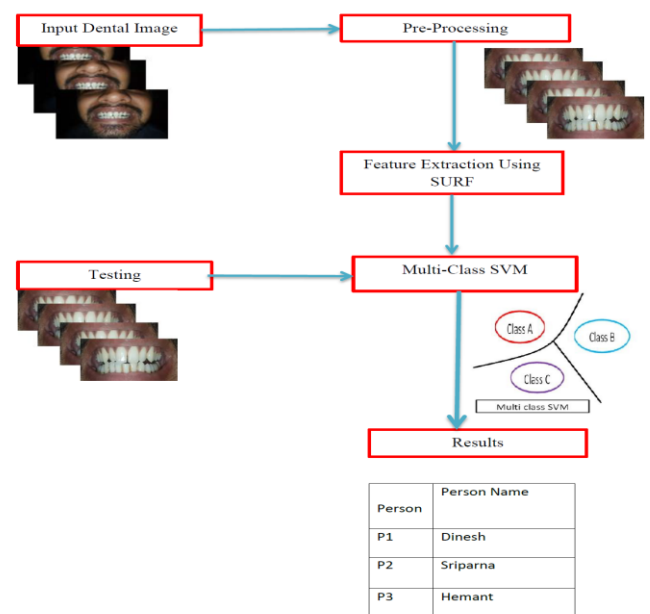 Input Dental Image
Pre-Processing
Feature Extraction Using
SURF
Testing
Multi-Class SVM
Class A
Class B
Class C
Multi class SVM
Results
Person
Person Name
P1
Dinesh
P2
Sriparna
P3
Hemant